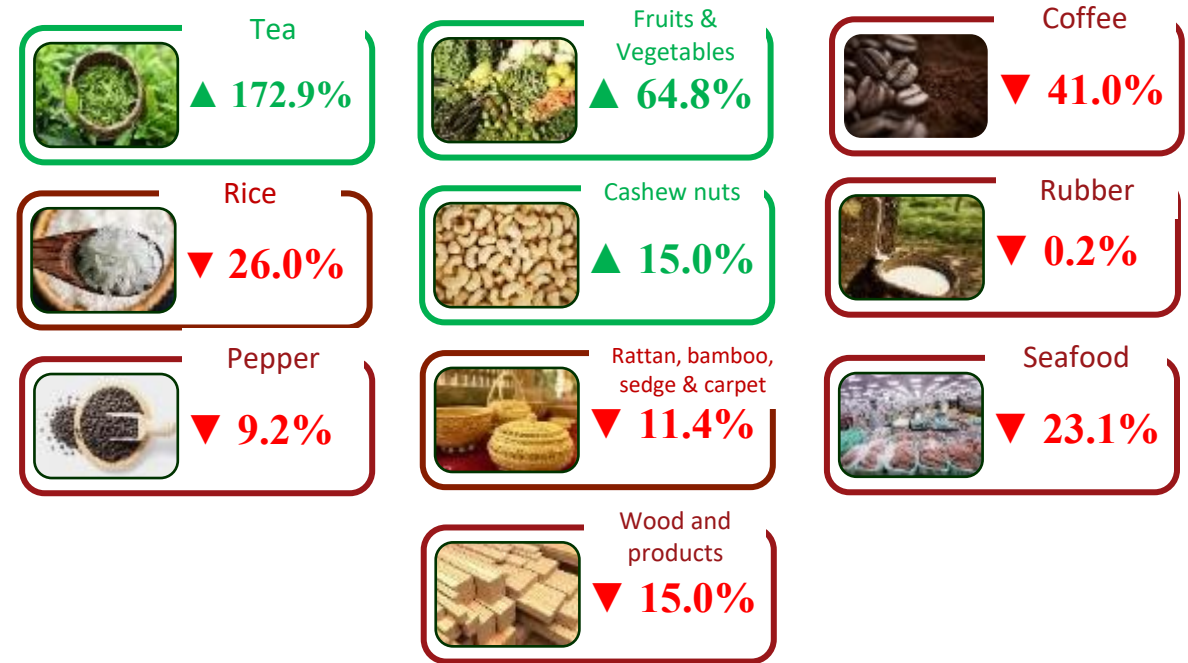 Tea
▲ 172.9%
Fruits &
Vegetables
▲ 64.8%
Coffee
▼ 41.0%
Rice
▼ 26.0%
Cashew nuts
▲ 15.0%
Rubber
▼ 0.2%
Pepper
▼ 9.2%
Rattan, bamboo,
sedge & carpet
▼ 11.4%
Seafood
▼ 23.1%
Wood and
products
▼ 15.0%